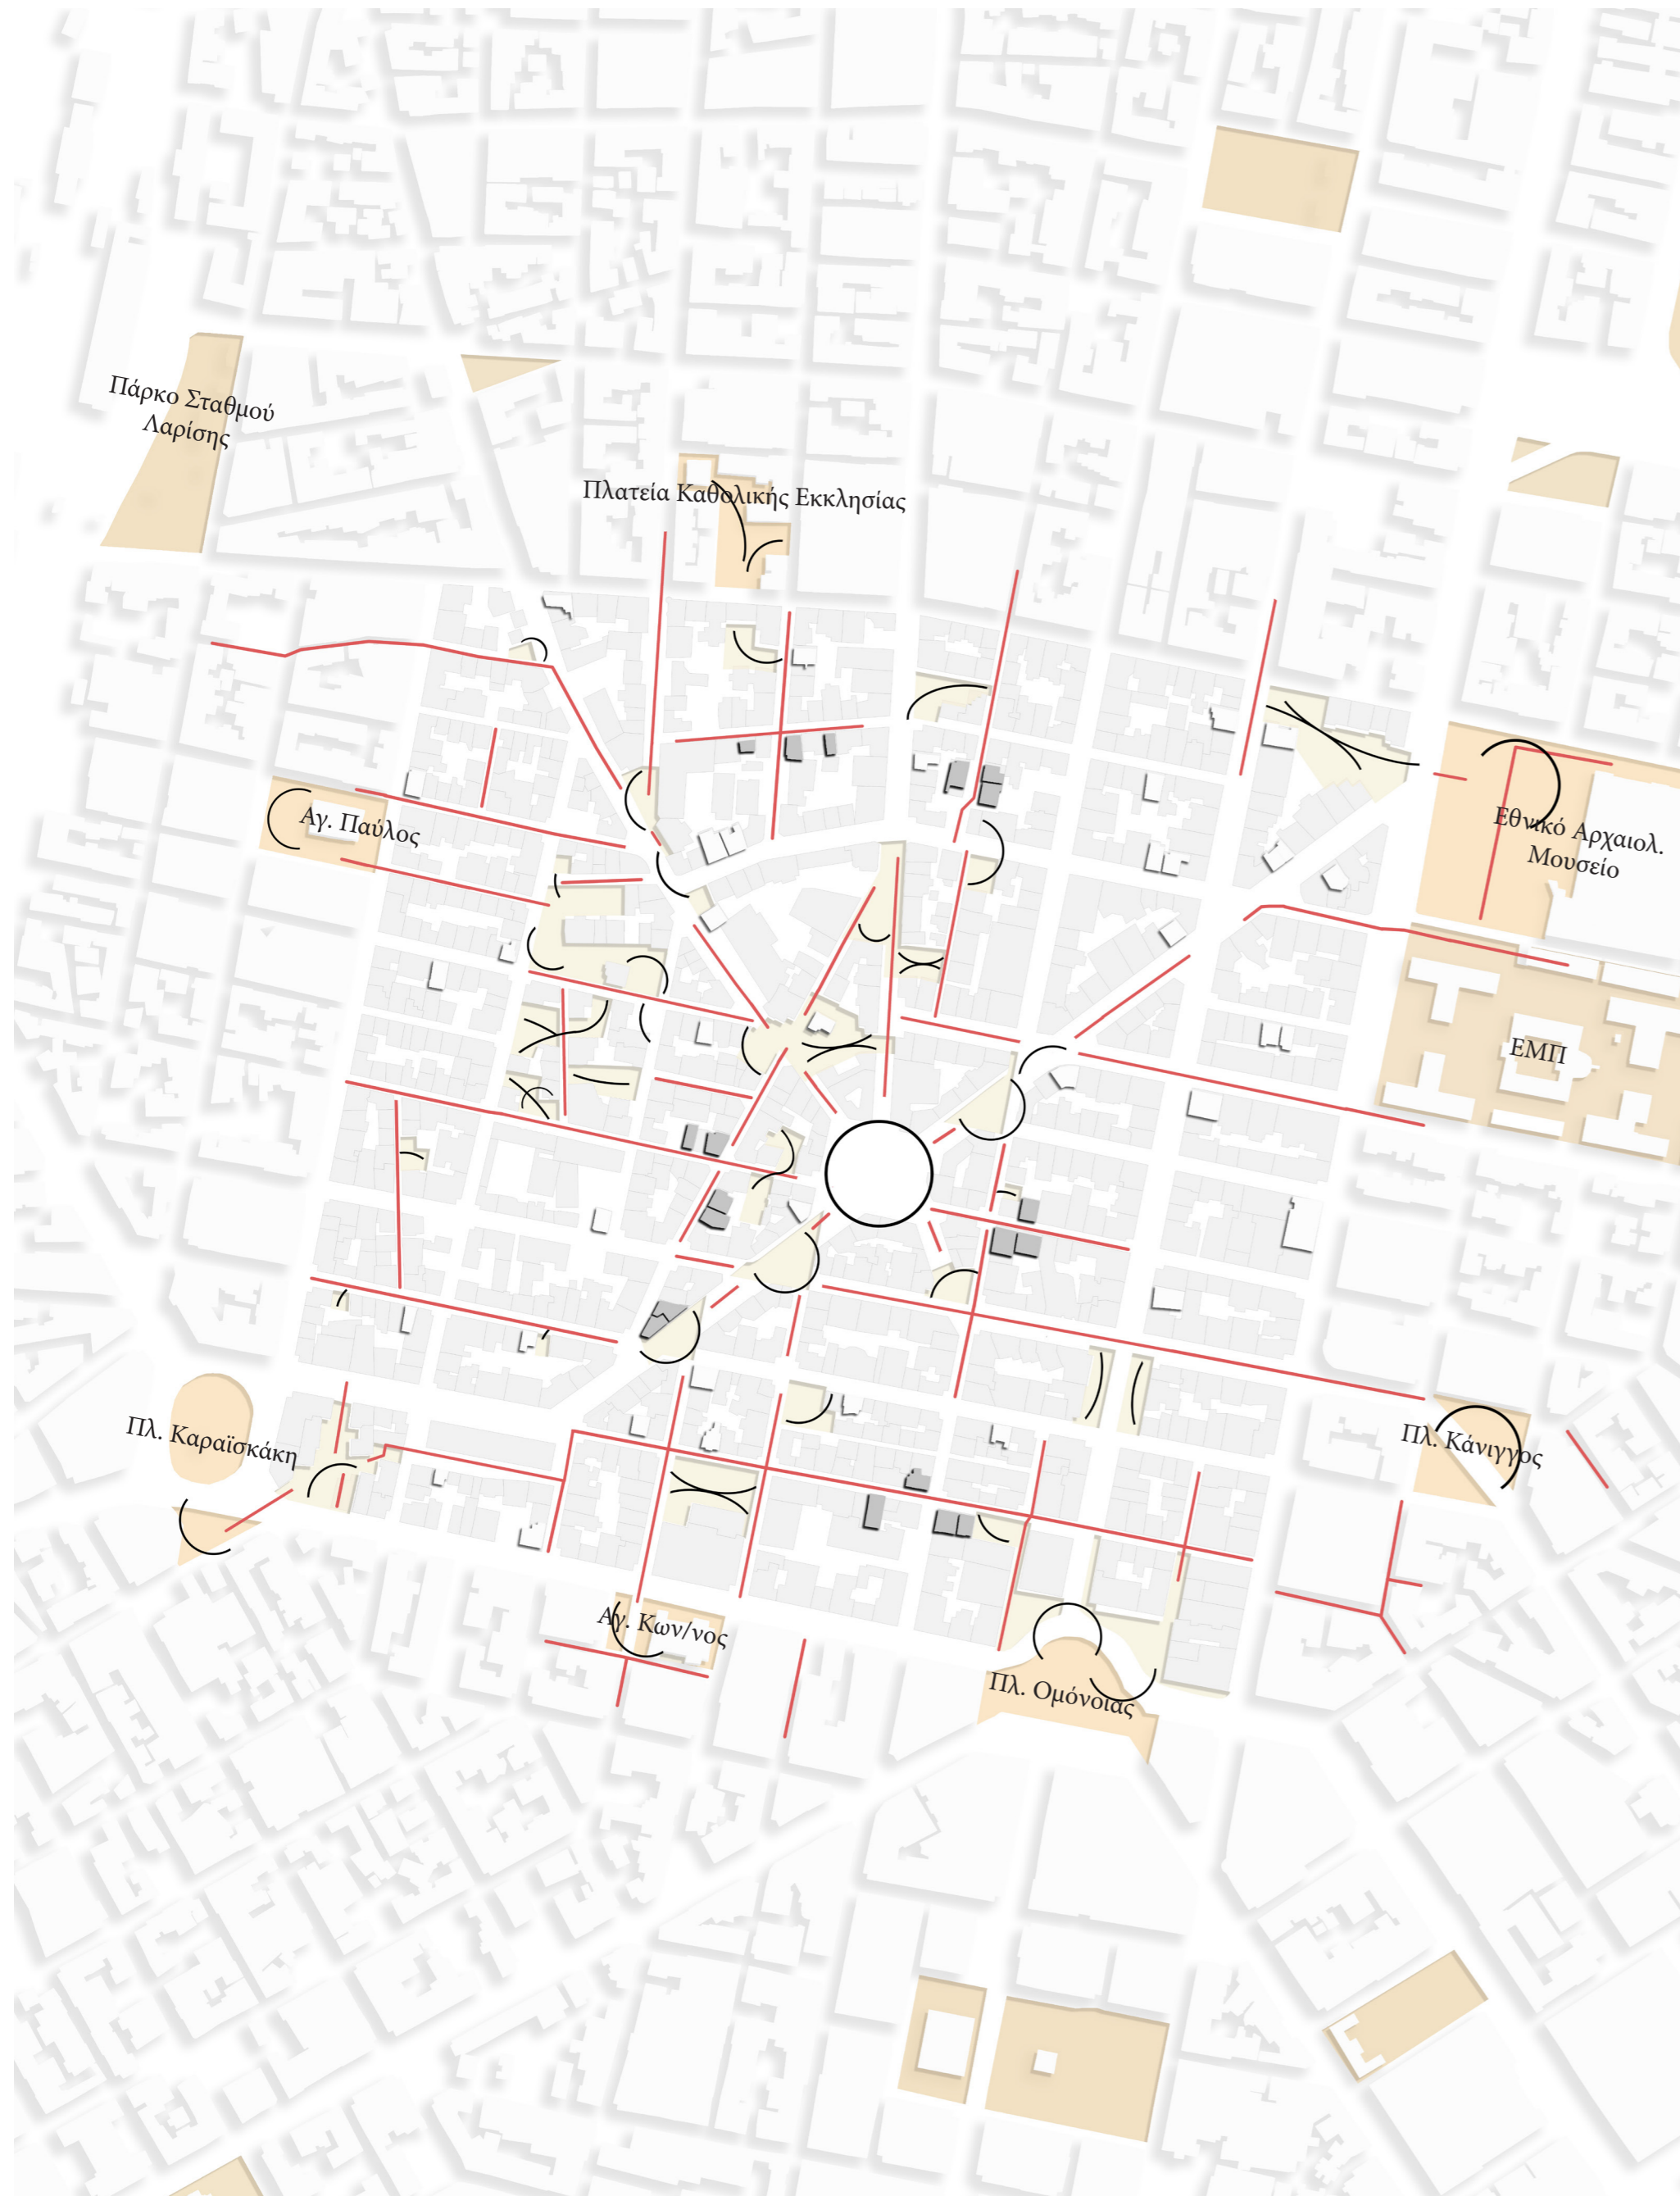 Πάρκο Σταθμού
Λαρίσης
Πλατεία Καθολικής Εκκλησίας
Αγ. Παύλος
Εθνικό Αρχαιολ.
Μουσείο
ΕΜΠ
Πλ. Καραϊσκάκη
Πλ. Κάνιγγος
Αγ. Κων/νος
Πλ. Ομόνοιας